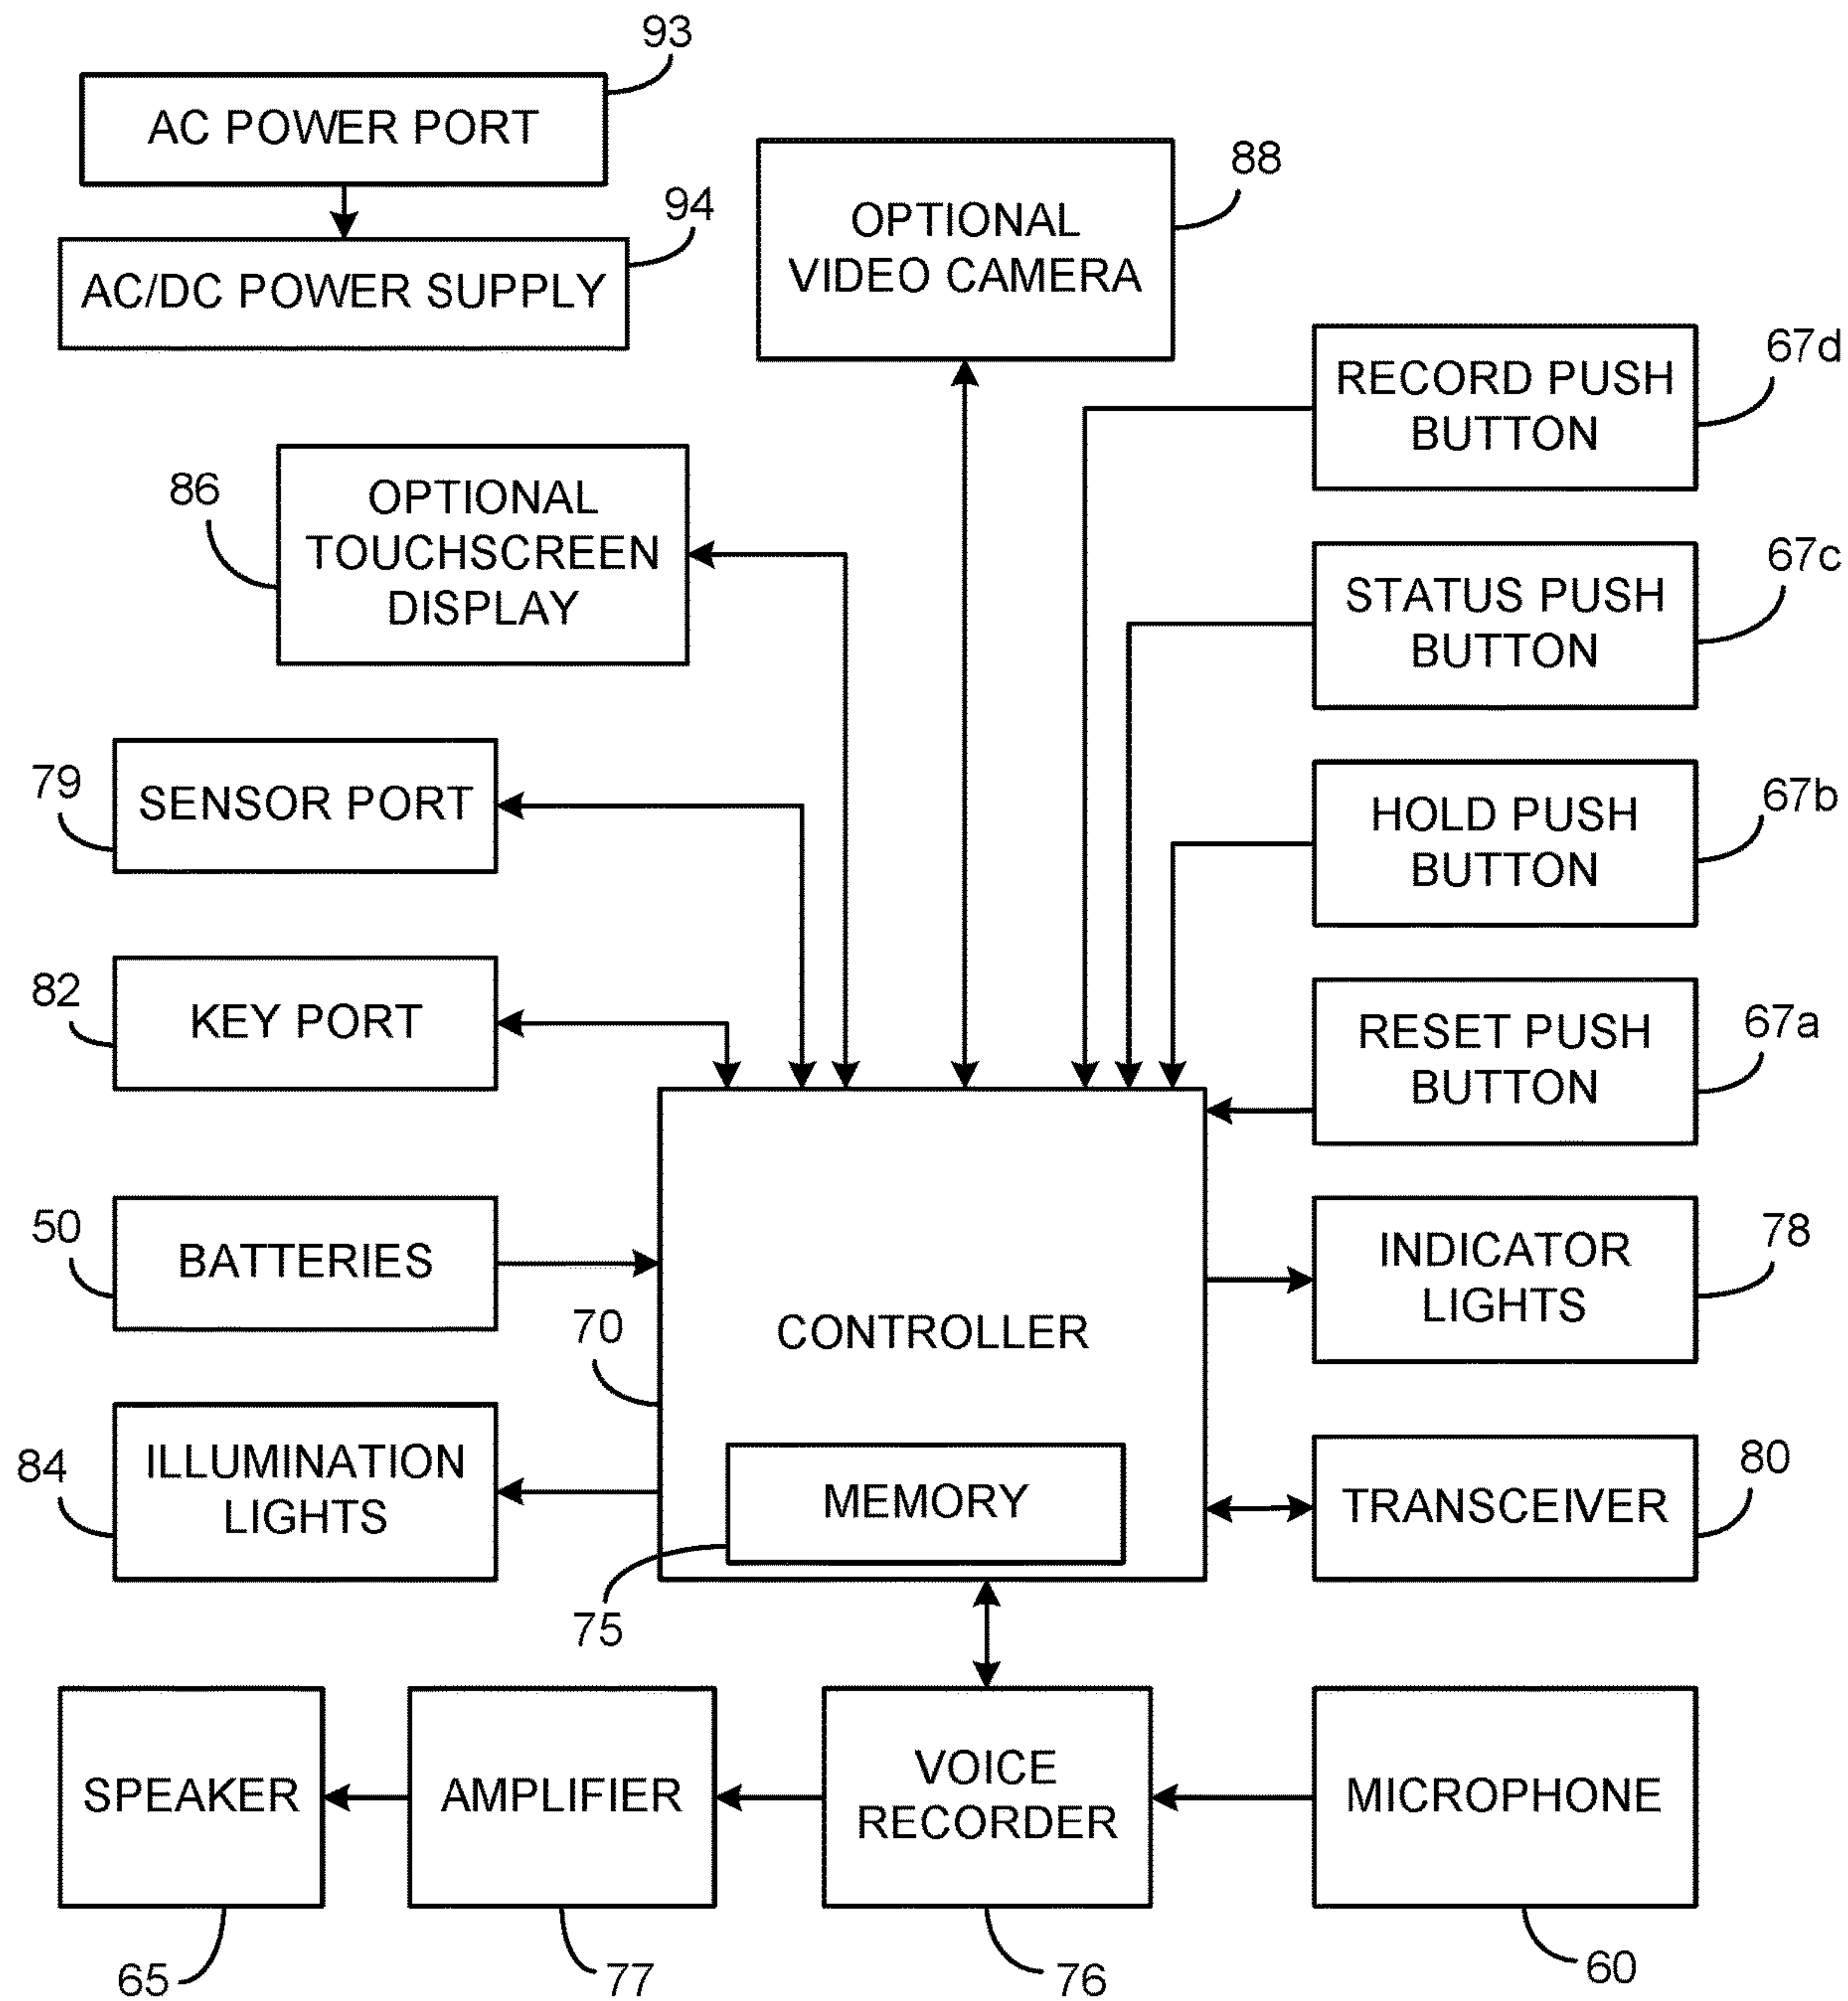 93
AC POWER PORT
94
AC/DC POWER SUPPLY
88
OPTIONAL
VIDEO CAMERA
67d
RECORD PUSH
BUTTON
86
OPTIONAL
TOUCHSCREEN
DISPLAY
67c
STATUS PUSH
BUTTON
79
SENSOR PORT
67b
HOLD PUSH
BUTTON
82
KEY PORT
67a
RESET PUSH
BUTTON
50
BATTERIES
78
INDICATOR
LIGHTS
70
CONTROLLER
84
ILLUMINATION
LIGHTS
MEMORY
75
80
TRANSCEIVER
SPEAKER
AMPLIFIER
VOICE
RECORDER
MICROPHONE
65
77
76
60